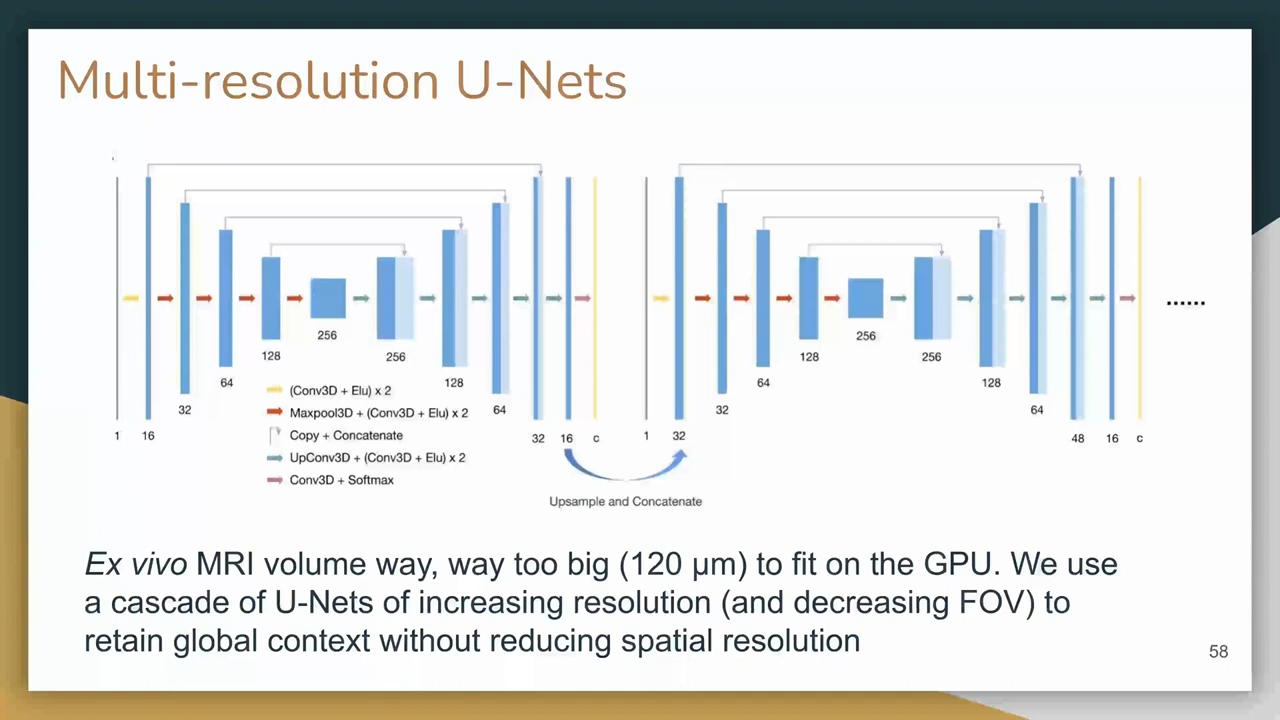 Multi-resolution U-Nets
1
16
32
64
128
256
256
128
64
32
16
c
(Conv3D + Elu) x 2
Maxpool3D + (Conv3D + Elu) x 2
Copy + Concatenate
UpConv3D + (Conv3D + Elu) x 2
Conv3D + Softmax
Upsample and Concatenate
1
32
32
64
128
256
256
128
64
48
16
c
......
Ex vivo MRI volume way, way too big (120 μm) to fit on the GPU. We use
a cascade of U-Nets of increasing resolution (and decreasing FOV) to
retain global context without reducing spatial resolution
58